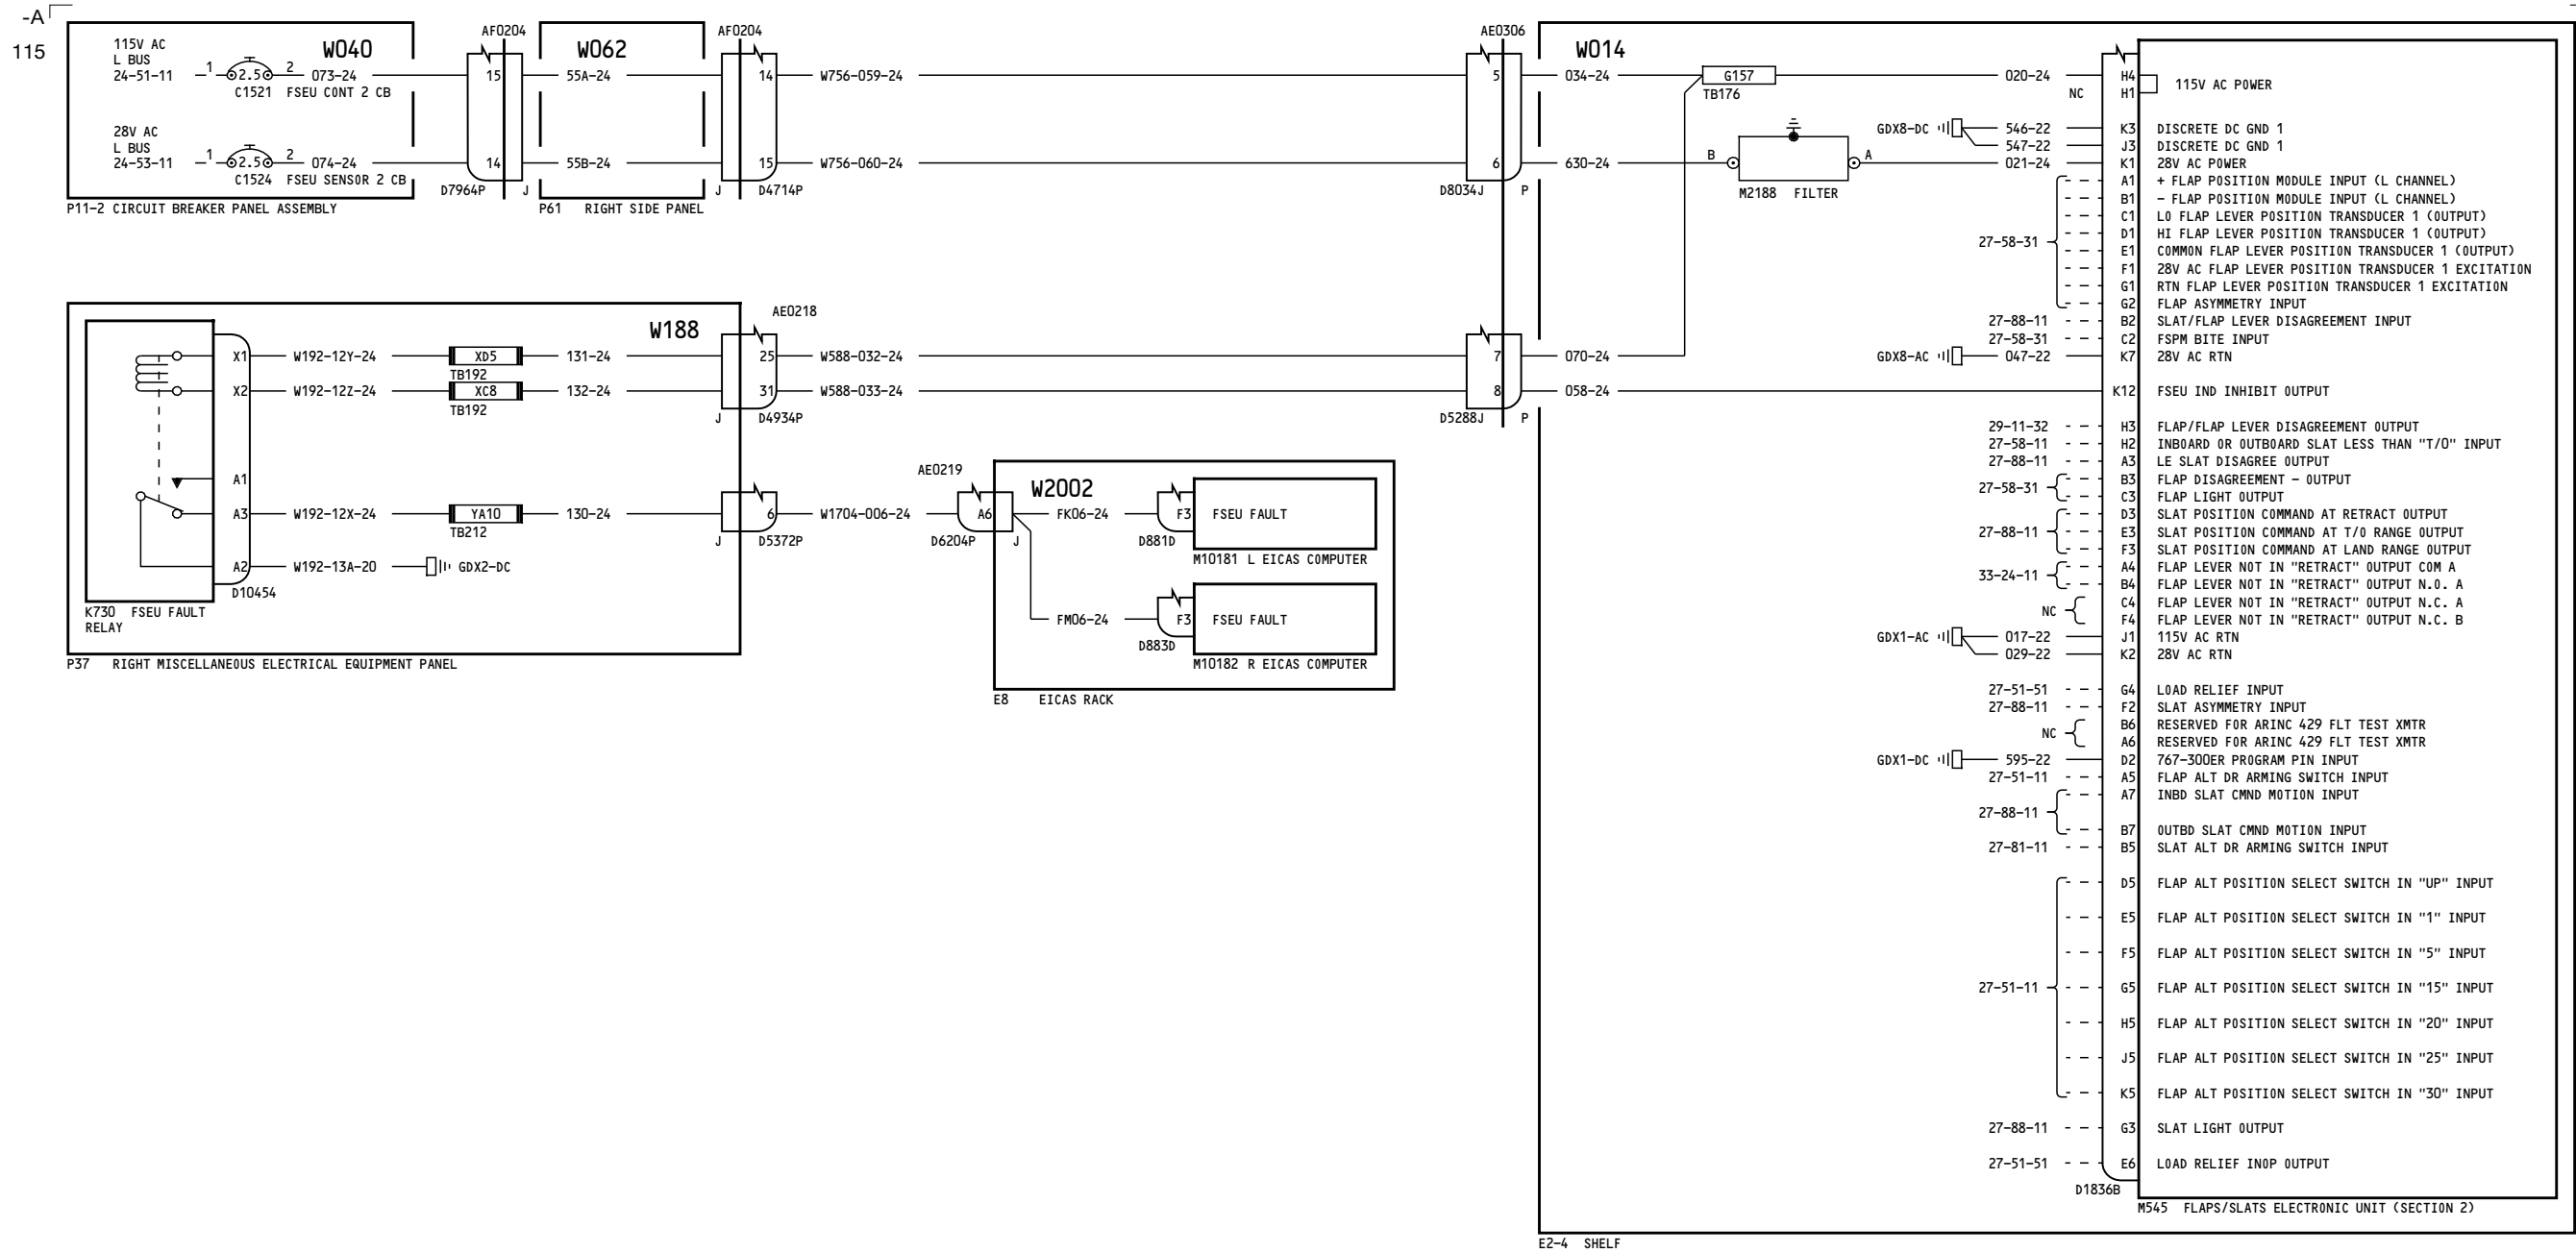 -A
115
115V AC
L BUS
24-51-11
1
2.5
2
073-24
C1521 FSEU CONT 2 CB
W040
28V AC
L BUS
24-53-11
1
2.5
2
074-24
C1524 FSEU SENSOR 2 CB
P11-2 CIRCUIT BREAKER PANEL ASSEMBLY
AF0204
15
14
D7964P J
W062
55A-24
55B-24
P61 RIGHT SIDE PANEL
AF0204
14
15
J D4714P
W756-059-24
W756-060-24
AE0306
5
6
D8034J P
W014
034-24
G157
TB176
020-24
NC
630-24
B
A
M2188 FILTER
021-24
GDX8-DC
546-22
547-22
27-58-31
27-88-11
27-58-31
GDX8-AC
047-22
W188
X1
W192-12Y-24
XD5
TB192
131-24
X2
W192-12Z-24
XC8
TB192
132-24
A1
A3
W192-12X-24
YA10
TB212
130-24
A2
W192-13A-20
GDX2-DC
D10454
K730 FSEU FAULT
RELAY
P37 RIGHT MISCELLANEOUS ELECTRICAL EQUIPMENT PANEL
AE0218
25
31
J D4934P
W588-032-24
W588-033-24
7
8
D5288J P
070-24
058-24
6
J D5372P
W1704-006-24
AE0219
A6
D6204P J
W2002
FK06-24
F3
FSEU FAULT
D881D
M10181 L EICAS COMPUTER
FM06-24
F3
FSEU FAULT
D883D
M10182 R EICAS COMPUTER
E8 EICAS RACK
29-11-32
27-58-11
27-88-11
27-58-31
27-88-11
33-24-11
NC
GDX1-AC
017-22
029-22
27-51-51
27-88-11
NC
GDX1-DC
595-22
27-51-11
27-88-11
27-81-11
27-51-11
27-88-11
27-51-51
H4
H1
115V AC POWER
K3 DISCRETE DC GND 1
J3 DISCRETE DC GND 1
K1 28V AC POWER
A1 + FLAP POSITION MODULE INPUT (L CHANNEL)
B1 - FLAP POSITION MODULE INPUT (L CHANNEL)
C1 LO FLAP LEVER POSITION TRANSDUCER 1 (OUTPUT)
D1 HI FLAP LEVER POSITION TRANSDUCER 1 (OUTPUT)
E1 COMMON FLAP LEVER POSITION TRANSDUCER 1 (OUTPUT)
F1 28V AC FLAP LEVER POSITION TRANSDUCER 1 EXCITATION
G1 RTN FLAP LEVER POSITION TRANSDUCER 1 EXCITATION
G2 FLAP ASYMMETRY INPUT
B2 SLAT/FLAP LEVER DISAGREEMENT INPUT
C2 FSPM BITE INPUT
K7 28V AC RTN
K12 FSEU IND INHIBIT OUTPUT
H3 FLAP/FLAP LEVER DISAGREEMENT OUTPUT
H2 INBOARD OR OUTBOARD SLAT LESS THAN "T/O" INPUT
A3 LE SLAT DISAGREE OUTPUT
B3 FLAP DISAGREEMENT - OUTPUT
C3 FLAP LIGHT OUTPUT
D3 SLAT POSITION COMMAND AT RETRACT OUTPUT
E3 SLAT POSITION COMMAND AT T/O RANGE OUTPUT
F3 SLAT POSITION COMMAND AT LAND RANGE OUTPUT
A4 FLAP LEVER NOT IN "RETRACT" OUTPUT COM A
B4 FLAP LEVER NOT IN "RETRACT" OUTPUT N.O. A
C4 FLAP LEVER NOT IN "RETRACT" OUTPUT N.C. A
F4 FLAP LEVER NOT IN "RETRACT" OUTPUT N.C. B
J1 115V AC RTN
K2 28V AC RTN
G4 LOAD RELIEF INPUT
F2 SLAT ASYMMETRY INPUT
B6 RESERVED FOR ARINC 429 FLT TEST XMTR
A6 RESERVED FOR ARINC 429 FLT TEST XMTR
D2 767-300ER PROGRAM PIN INPUT
A5 FLAP ALT DR ARMING SWITCH INPUT
A7 INBD SLAT CMND MOTION INPUT
B7 OUTBD SLAT CMND MOTION INPUT
B5 SLAT ALT DR ARMING SWITCH INPUT
D5 FLAP ALT POSITION SELECT SWITCH IN "UP" INPUT
E5 FLAP ALT POSITION SELECT SWITCH IN "1" INPUT
F5 FLAP ALT POSITION SELECT SWITCH IN "5" INPUT
G5 FLAP ALT POSITION SELECT SWITCH IN "15" INPUT
H5 FLAP ALT POSITION SELECT SWITCH IN "20" INPUT
J5 FLAP ALT POSITION SELECT SWITCH IN "25" INPUT
K5 FLAP ALT POSITION SELECT SWITCH IN "30" INPUT
G3 SLAT LIGHT OUTPUT
E6 LOAD RELIEF INOP OUTPUT
D1836B
M545 FLAPS/SLATS ELECTRONIC UNIT (SECTION 2)
E2-4 SHELF